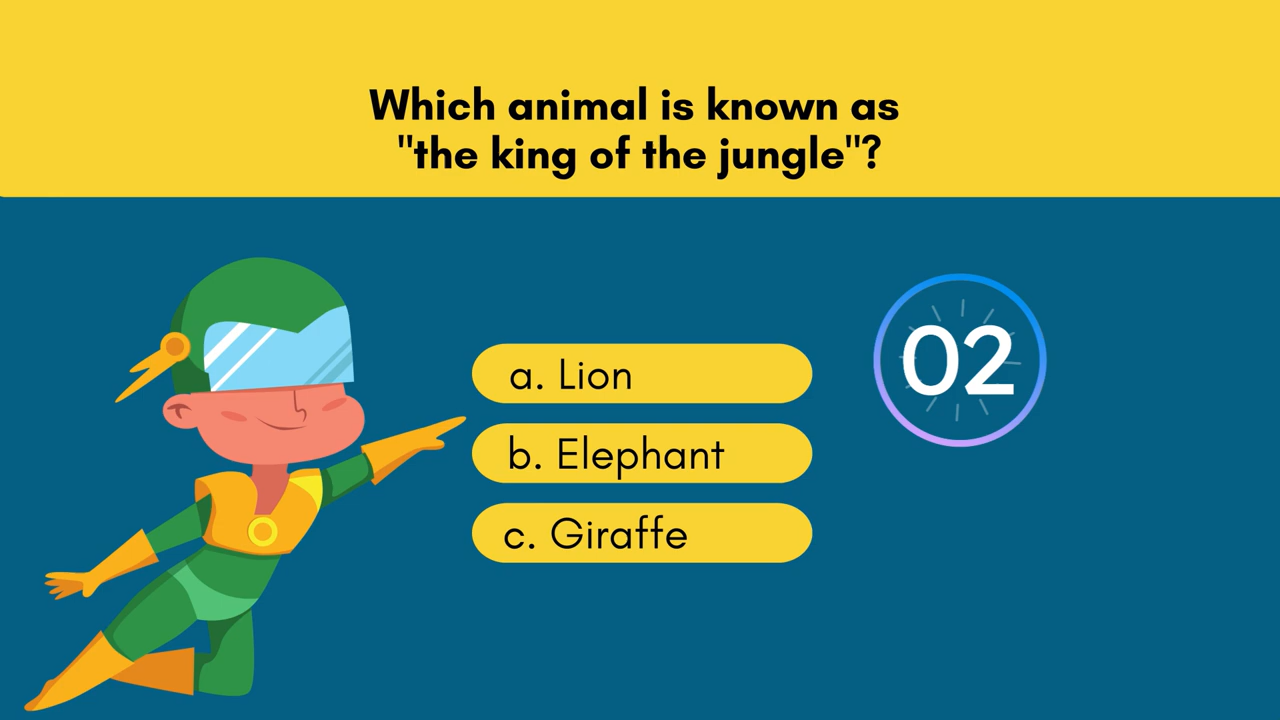 Which animal is known as
"the king of the jungle"?
a. Lion
b. Elephant
c. Giraffe
02